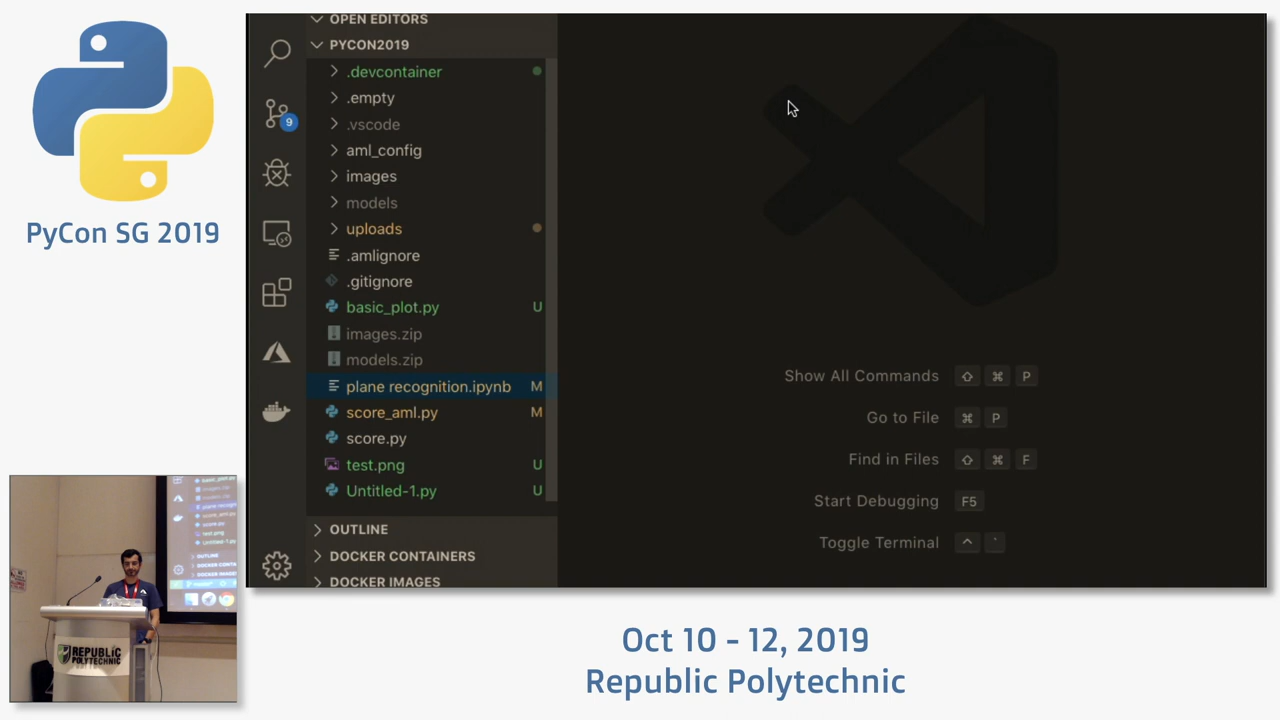 PyCon SG 2019
OPEN EDITORS
PYCON2019
.devcontainer
.empty
9
.vscode
aml_config
images
models
uploads
.amlignore
.gitignore
basic_plot.py U
images.zip
models.zip
plane recognition.ipynb M
score_aml.py M
score.py
test.png U
Untitled-1.py U
OUTLINE
DOCKER CONTAINERS
DOCKER IMAGES
Show All Commands ⇧ ⌘ P
Go to File ⌘ P
Find in Files ⇧ ⌘ F
Start Debugging F5
Toggle Terminal ^ `
REPUBLIC
POLYTECHNIC
Oct 10 - 12, 2019
Republic Polytechnic